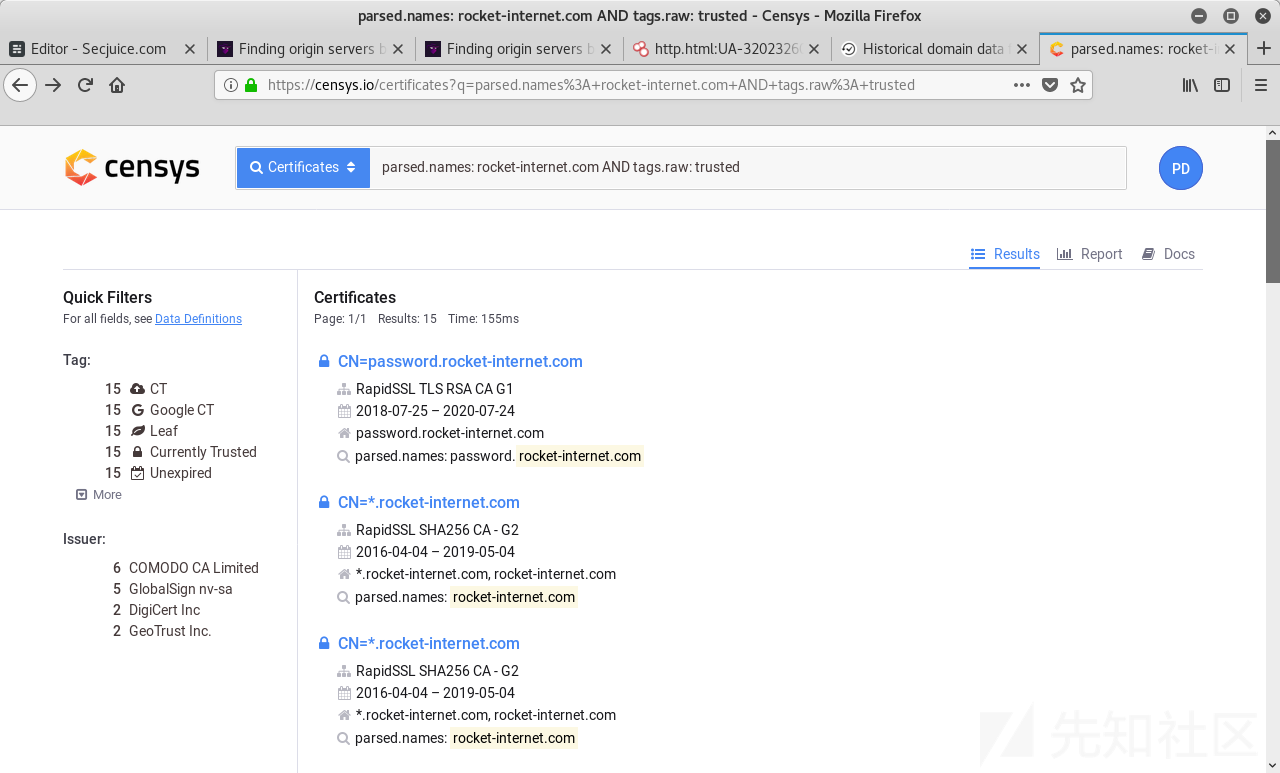 parsed.names: rocket-internet.com AND tags.raw: trusted - Censys - Mozilla Firefox
Editor - Secjuice.com
Finding origin servers b
Finding origin servers b
http.html:UA-32023260
Historical domain data
parsed.names: rocket-i
https://censys.io/certificates?q=parsed.names%3A+rocket-internet.com+AND+tags.raw%3A+trusted
censys
Certificates
parsed.names: rocket-internet.com AND tags.raw: trusted
PD
Results
Report
Docs
Quick Filters
For all fields, see Data Definitions
Tag:
15 CT
15 Google CT
15 Leaf
15 Currently Trusted
15 Unexpired
More
Issuer:
6 COMODO CA Limited
5 GlobalSign nv-sa
2 DigiCert Inc
2 GeoTrust Inc.
Certificates
Page: 1/1 Results: 15 Time: 155ms
CN=password.rocket-internet.com
RapidSSL TLS RSA CA G1
2018-07-25 – 2020-07-24
password.rocket-internet.com
parsed.names: password.rocket-internet.com
CN=*.rocket-internet.com
RapidSSL SHA256 CA - G2
2016-04-04 – 2019-05-04
*.rocket-internet.com, rocket-internet.com
parsed.names: rocket-internet.com
CN=*.rocket-internet.com
RapidSSL SHA256 CA - G2
2016-04-04 – 2019-05-04
*.rocket-internet.com, rocket-internet.com
parsed.names: rocket-internet.com
先知社区